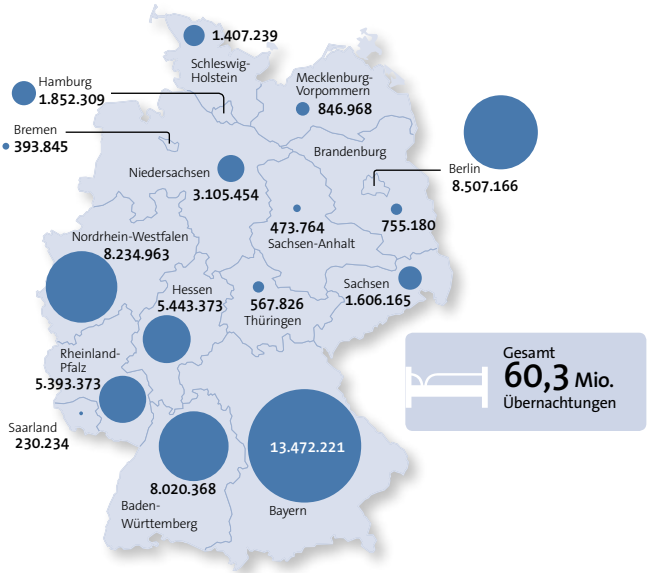 1.407.239
Schleswig-
Holstein
Hamburg
1.852.309
Mecklenburg-
Vorpommern
846.968
Bremen
393.845
Niedersachsen
3.105.454
Brandenburg
755.180
Berlin
8.507.166
473.764
Sachsen-Anhalt
Nordrhein-Westfalen
8.234.963
Hessen
5.443.373
567.826
Thüringen
Sachsen
1.606.165
Rheinland-
Pfalz
5.393.373
Saarland
230.234
8.020.368
Baden-
Württemberg
13.472.221
Bayern
Gesamt
60,3 Mio.
Übernachtungen